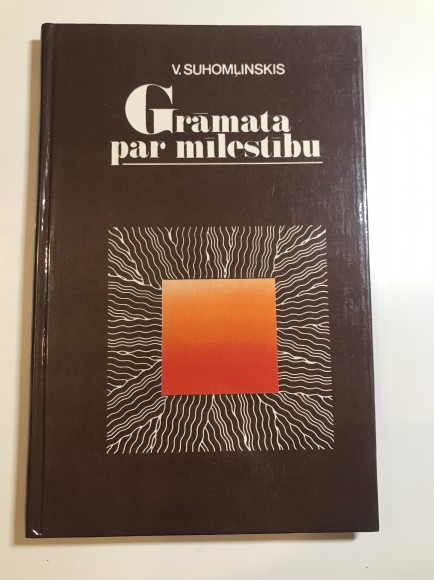 V. SUHOMĻINSKIS
Grāmata
par mīlestību